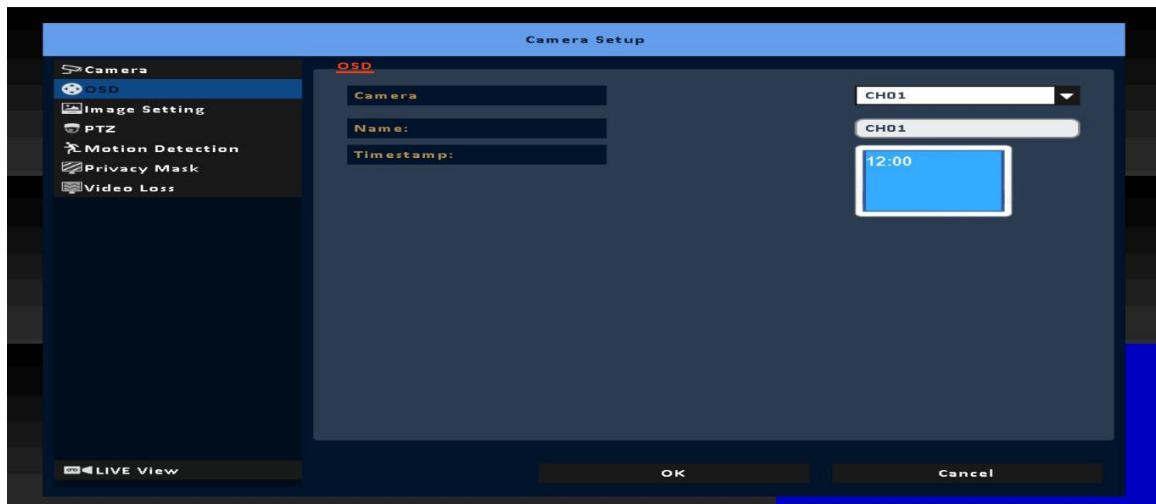 Camera Setup
Camera
OSD
Image Setting
PTZ
Motion Detection
Privacy Mask
Video Loss
LIVE View
OSD
Camera
CH01
Name:
CH01
Timestamp:
12:00
OK
Cancel